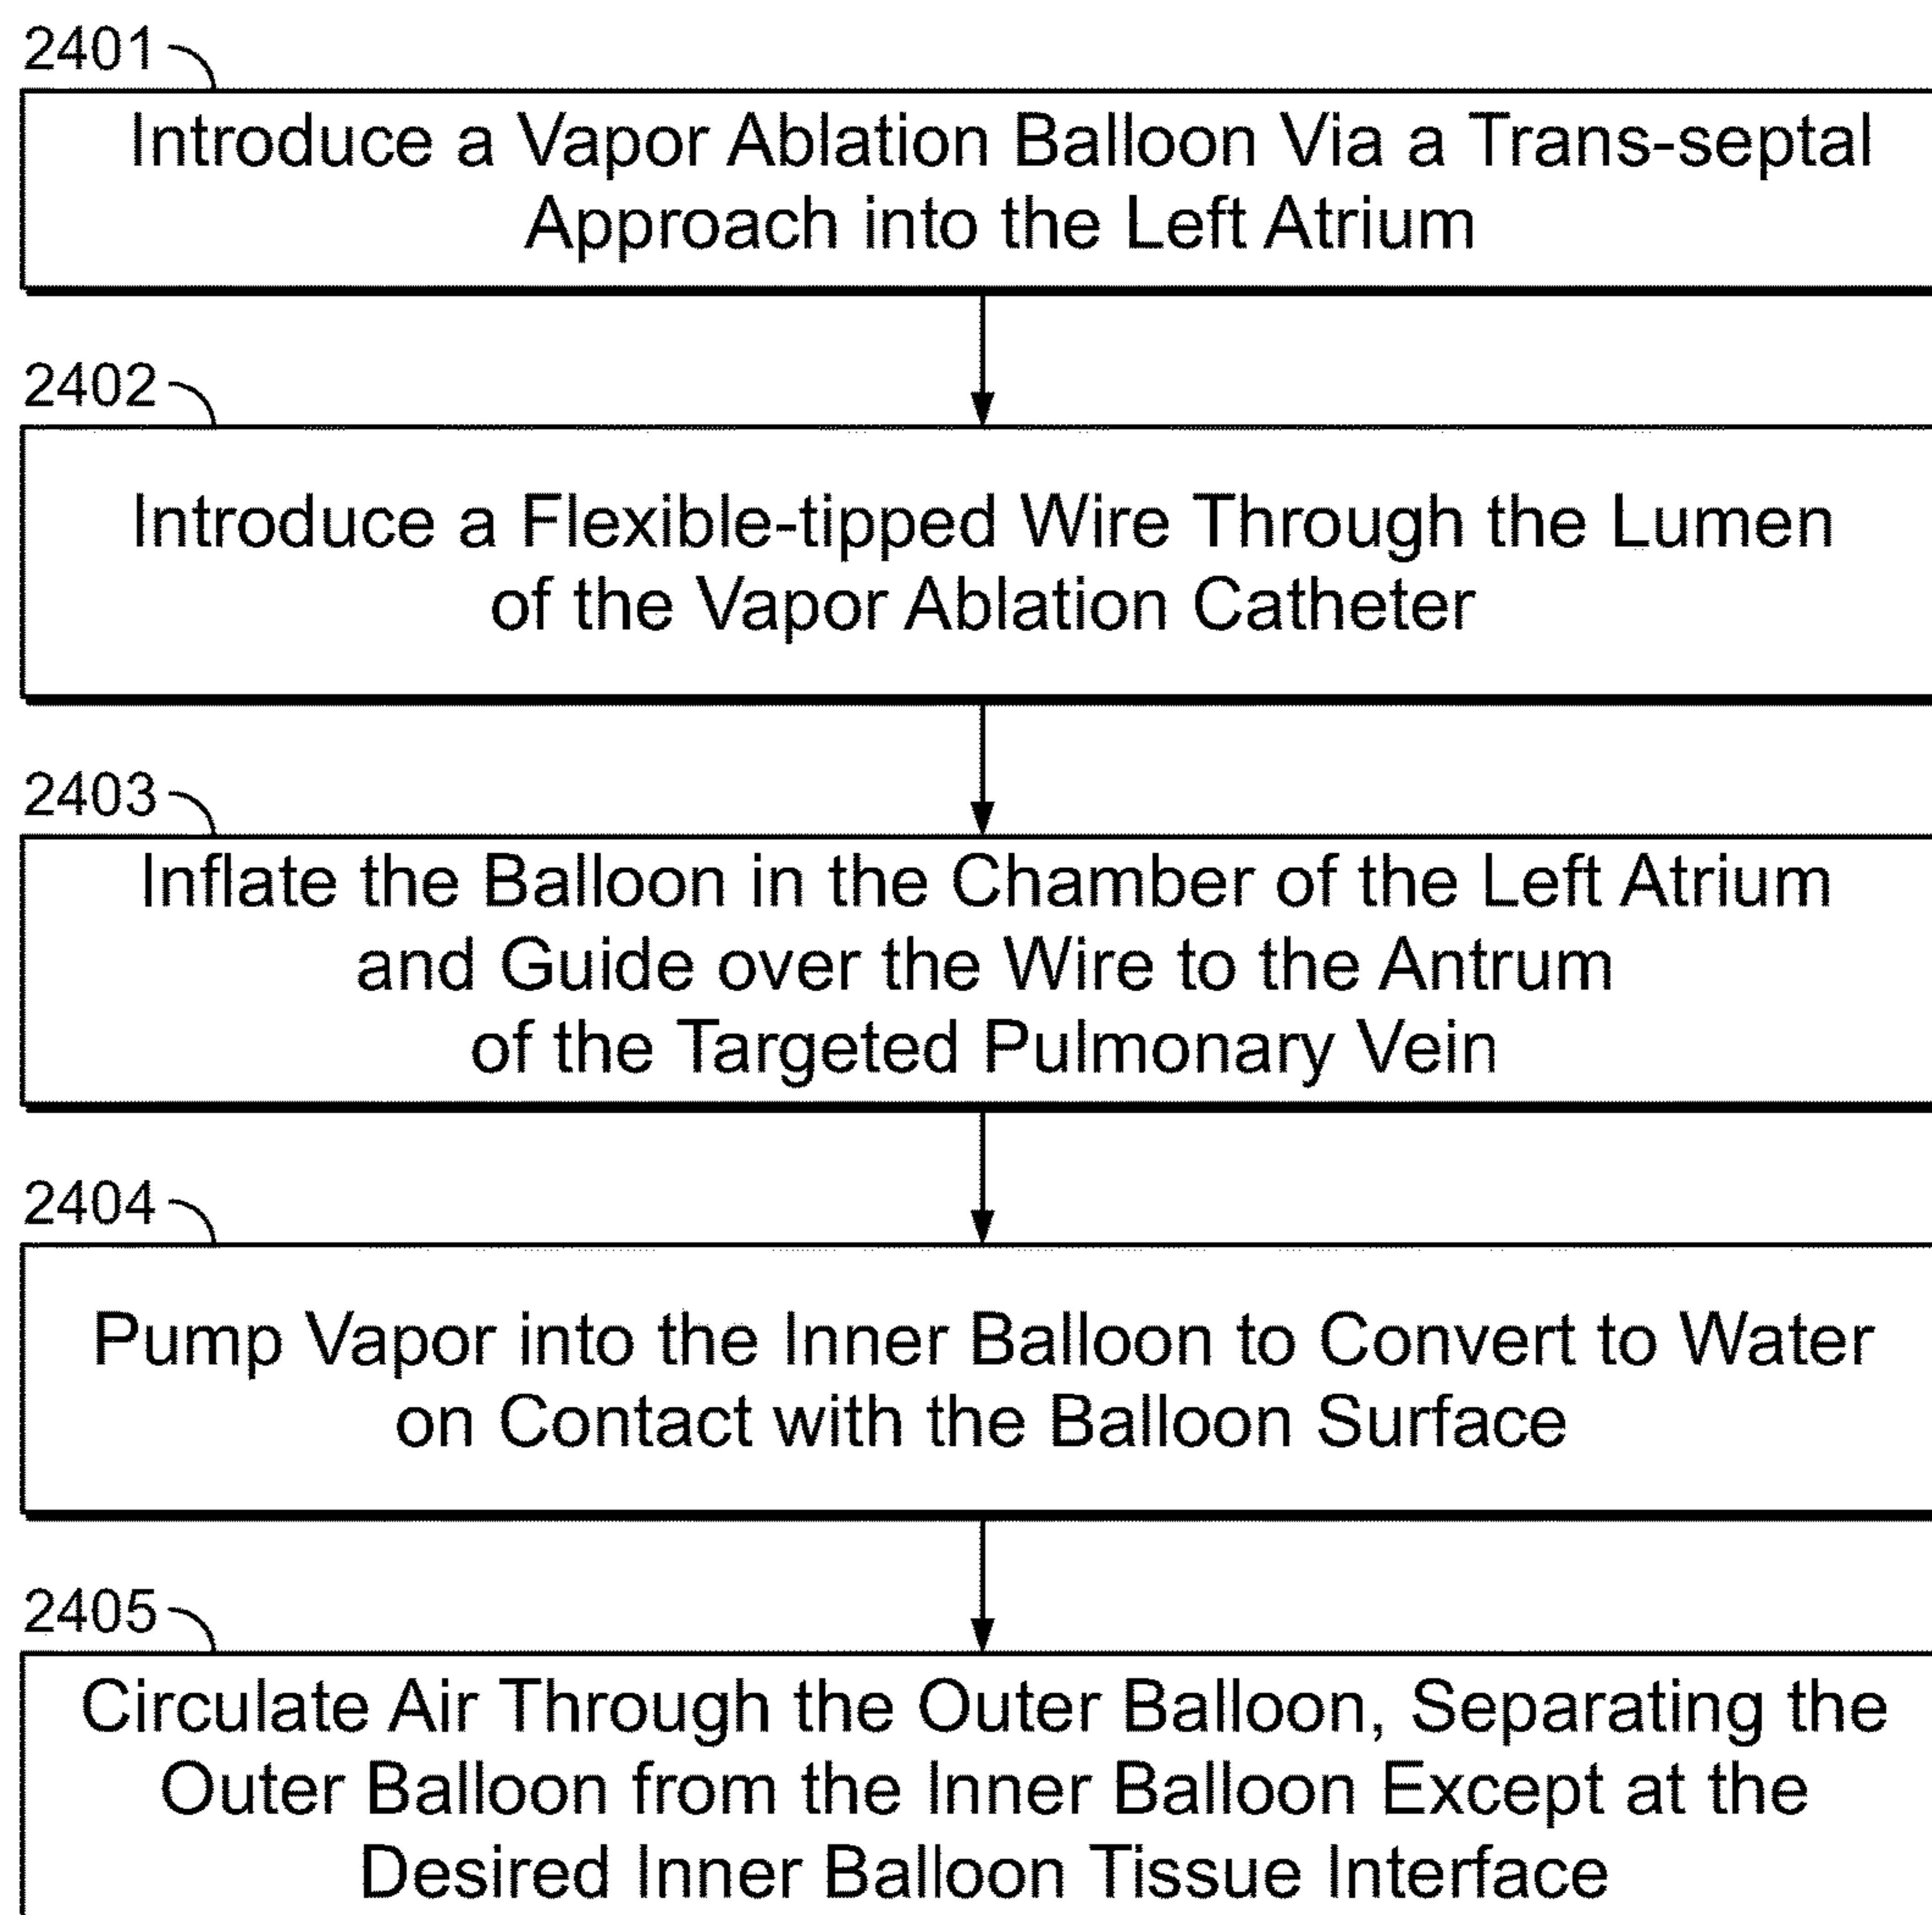 2401
Introduce a Vapor Ablation Balloon Via a Trans-septal
Approach into the Left Atrium
2402
Introduce a Flexible-tipped Wire Through the Lumen
of the Vapor Ablation Catheter
2403
Inflate the Balloon in the Chamber of the Left Atrium
and Guide over the Wire to the Antrum
of the Targeted Pulmonary Vein
2404
Pump Vapor into the Inner Balloon to Convert to Water
on Contact with the Balloon Surface
2405
Circulate Air Through the Outer Balloon, Separating the
Outer Balloon from the Inner Balloon Except at the
Desired Inner Balloon Tissue Interface